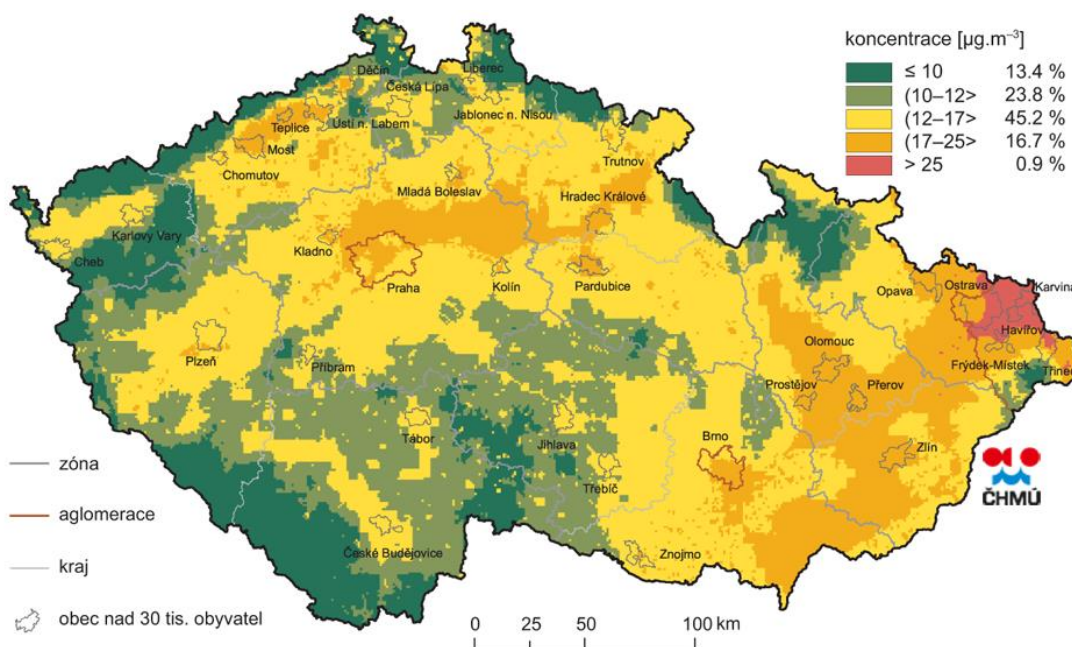 koncentrace [µg.m⁻³]
≤ 10 13.4 %
(10–12> 23.8 %
(12–17> 45.2 %
(17–25> 16.7 %
> 25 0.9 %
Děčín
Liberec
Česká Lípa
Teplice
Ústí n. Labem
Jablonec n. Nisou
Most
Trutnov
Chomutov
Mladá Boleslav
Hradec Králové
Karlovy Vary
Kladno
Cheb
Praha
Kolín
Pardubice
Opava
Ostrava
Karviná
Havířov
Plzeň
Příbram
Olomouc
Frýdek-Místek
Třinec
Prostějov
Přerov
Tábor
Jihlava
Brno
Zlín
Třebíč
ČHMÚ
České Budějovice
Znojmo
zóna
aglomerace
kraj
obec nad 30 tis. obyvatel
0 25 50 100 km